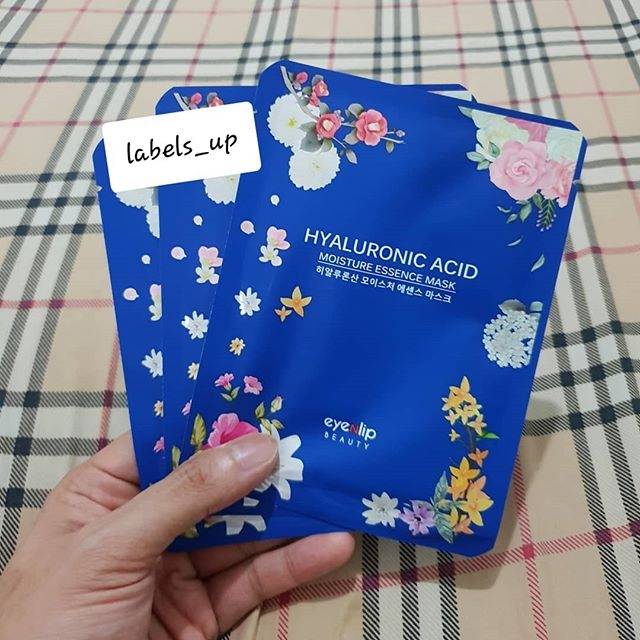 labels_up
HYALURONIC ACID
MOISTURE ESSENCE MASK
히알루론산 모이스처 에센스 마스크
eyeNlip
BEAUTY